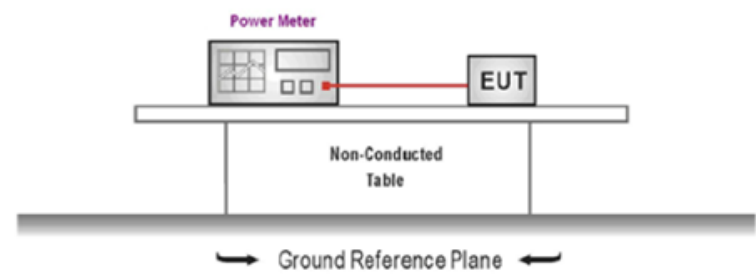 Power Meter
EUT
Non-Conducted
Table
Ground Reference Plane